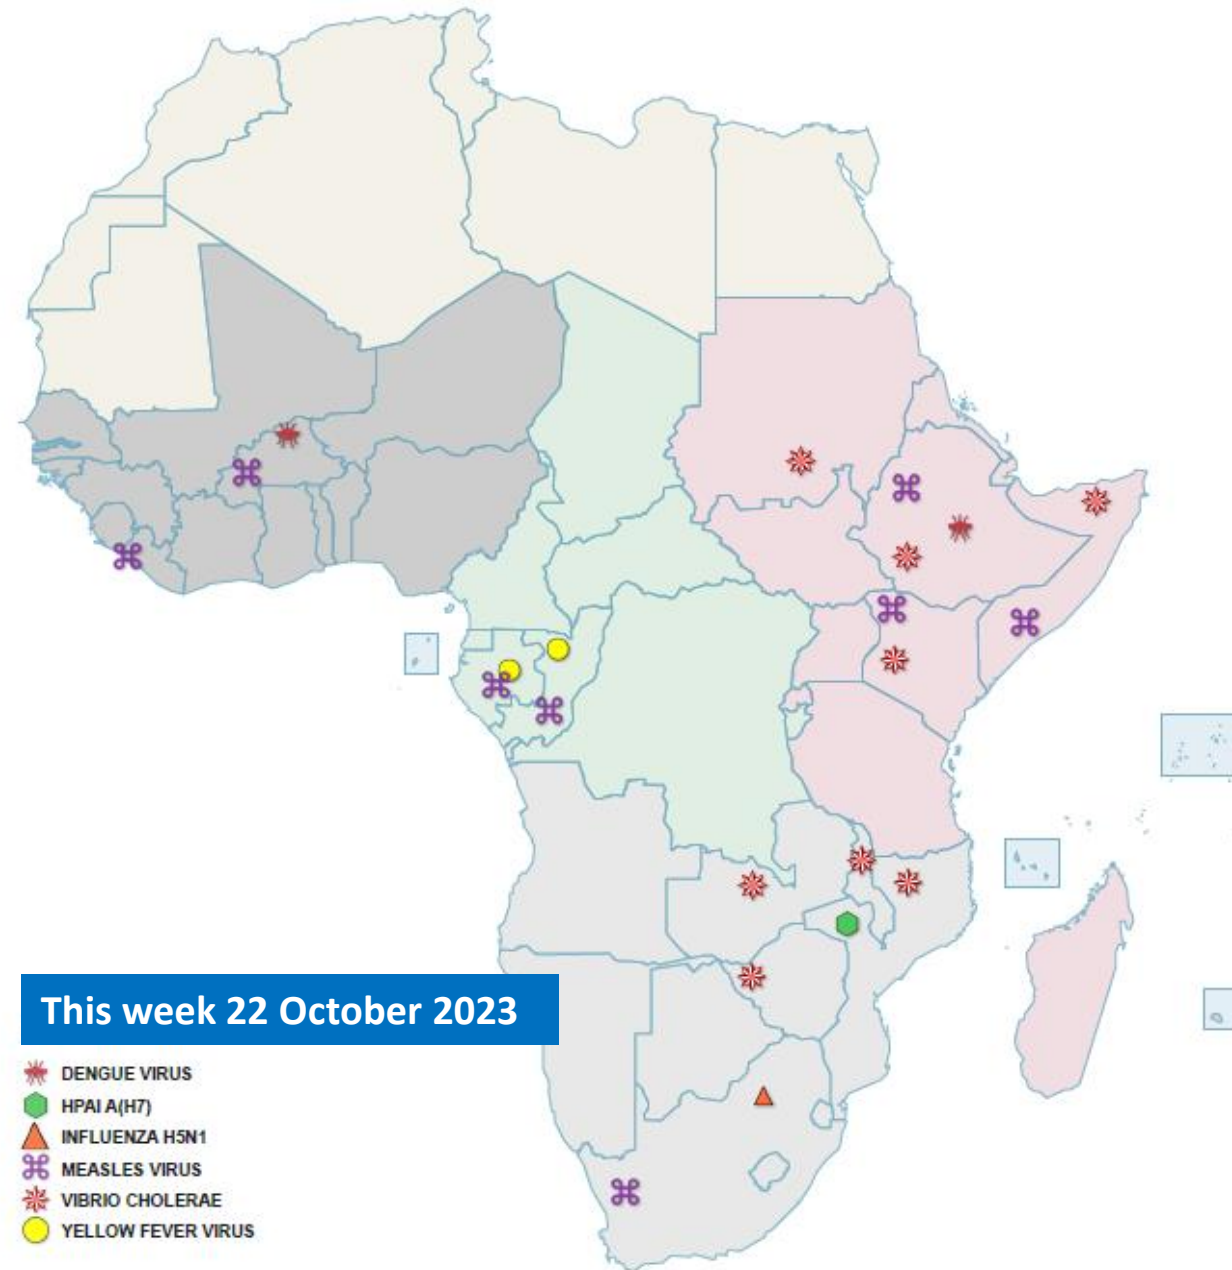 This week 22 October 2023
DENGUE VIRUS
HPAI A(H7)
INFLUENZA H5N1
MEASLES VIRUS
VIBRIO CHOLERAE
YELLOW FEVER VIRUS